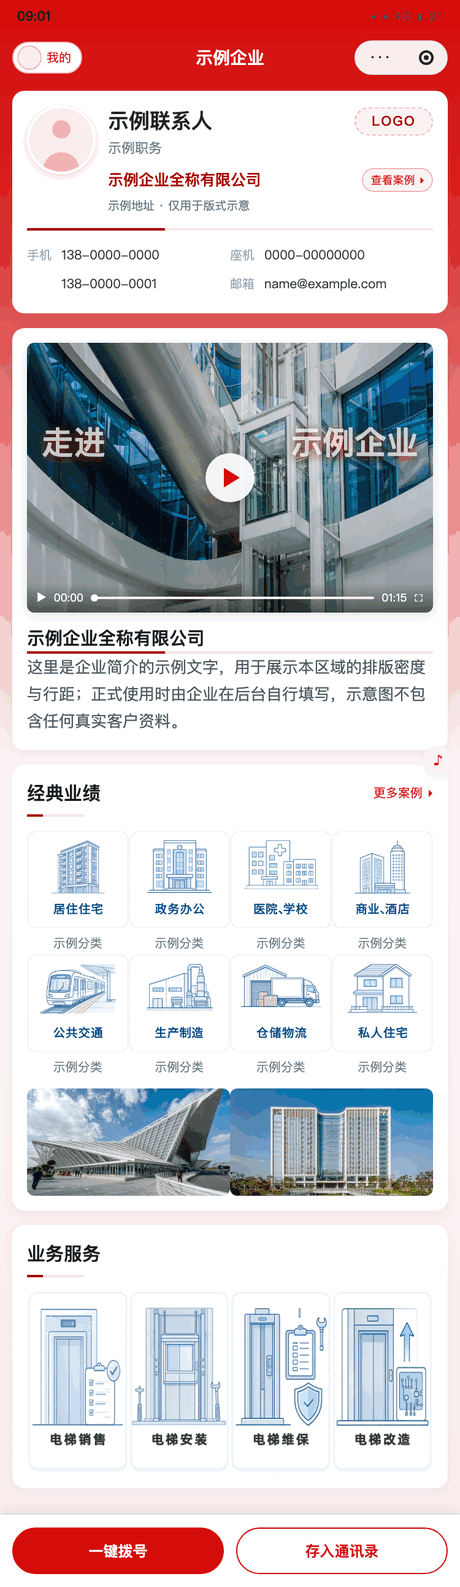 09:01
我的
示例企业
示例联系人
LOGO
示例职务
示例企业全称有限公司
查看案例
示例地址 · 仅用于版式示意
手机 138-0000-0000
座机 0000-00000000
138-0000-0001
邮箱 name@example.com
走进
示例企业
00:00
01:15
示例企业全称有限公司
这里是企业简介的示例文字，用于展示本区域的排版密度
与行距；正式使用时由企业在后台自行填写，示意图不包
含任何真实客户资料。
经典业绩
更多案例
居住住宅
政务办公
医院、学校
商业、酒店
示例分类
示例分类
示例分类
示例分类
公共交通
生产制造
仓储物流
私人住宅
示例分类
示例分类
示例分类
示例分类
业务服务
电梯销售
电梯安装
电梯维保
电梯改造
一键拨号
存入通讯录